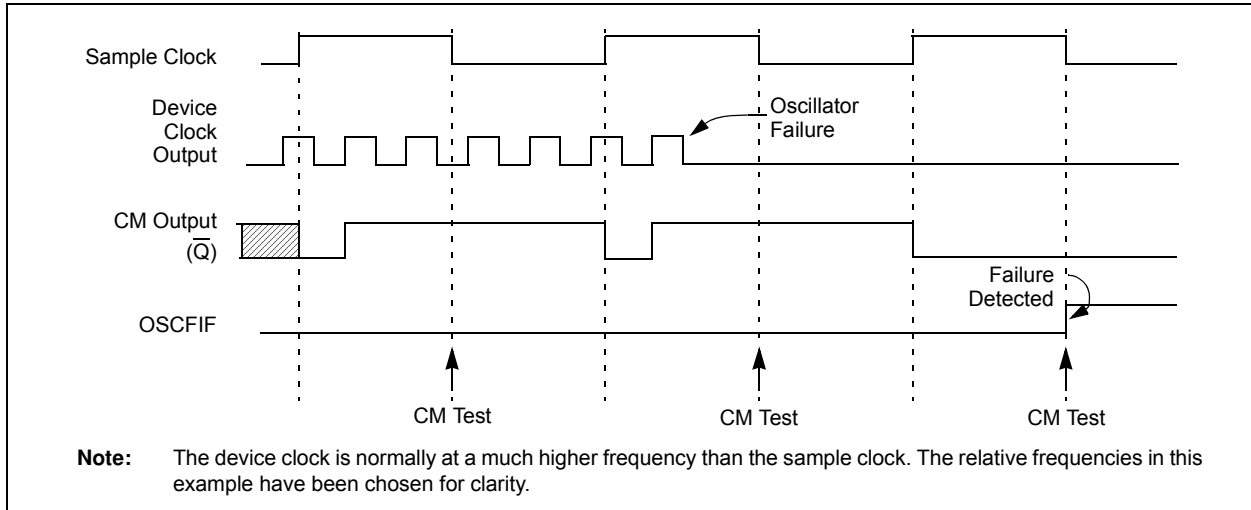 Sample Clock
Device
Clock
Output
Oscillator
Failure
CM Output
(Q̅)
Failure
Detected
OSCFIF
CM Test
CM Test
CM Test
Note: The device clock is normally at a much higher frequency than the sample clock. The relative frequencies in this
example have been chosen for clarity.